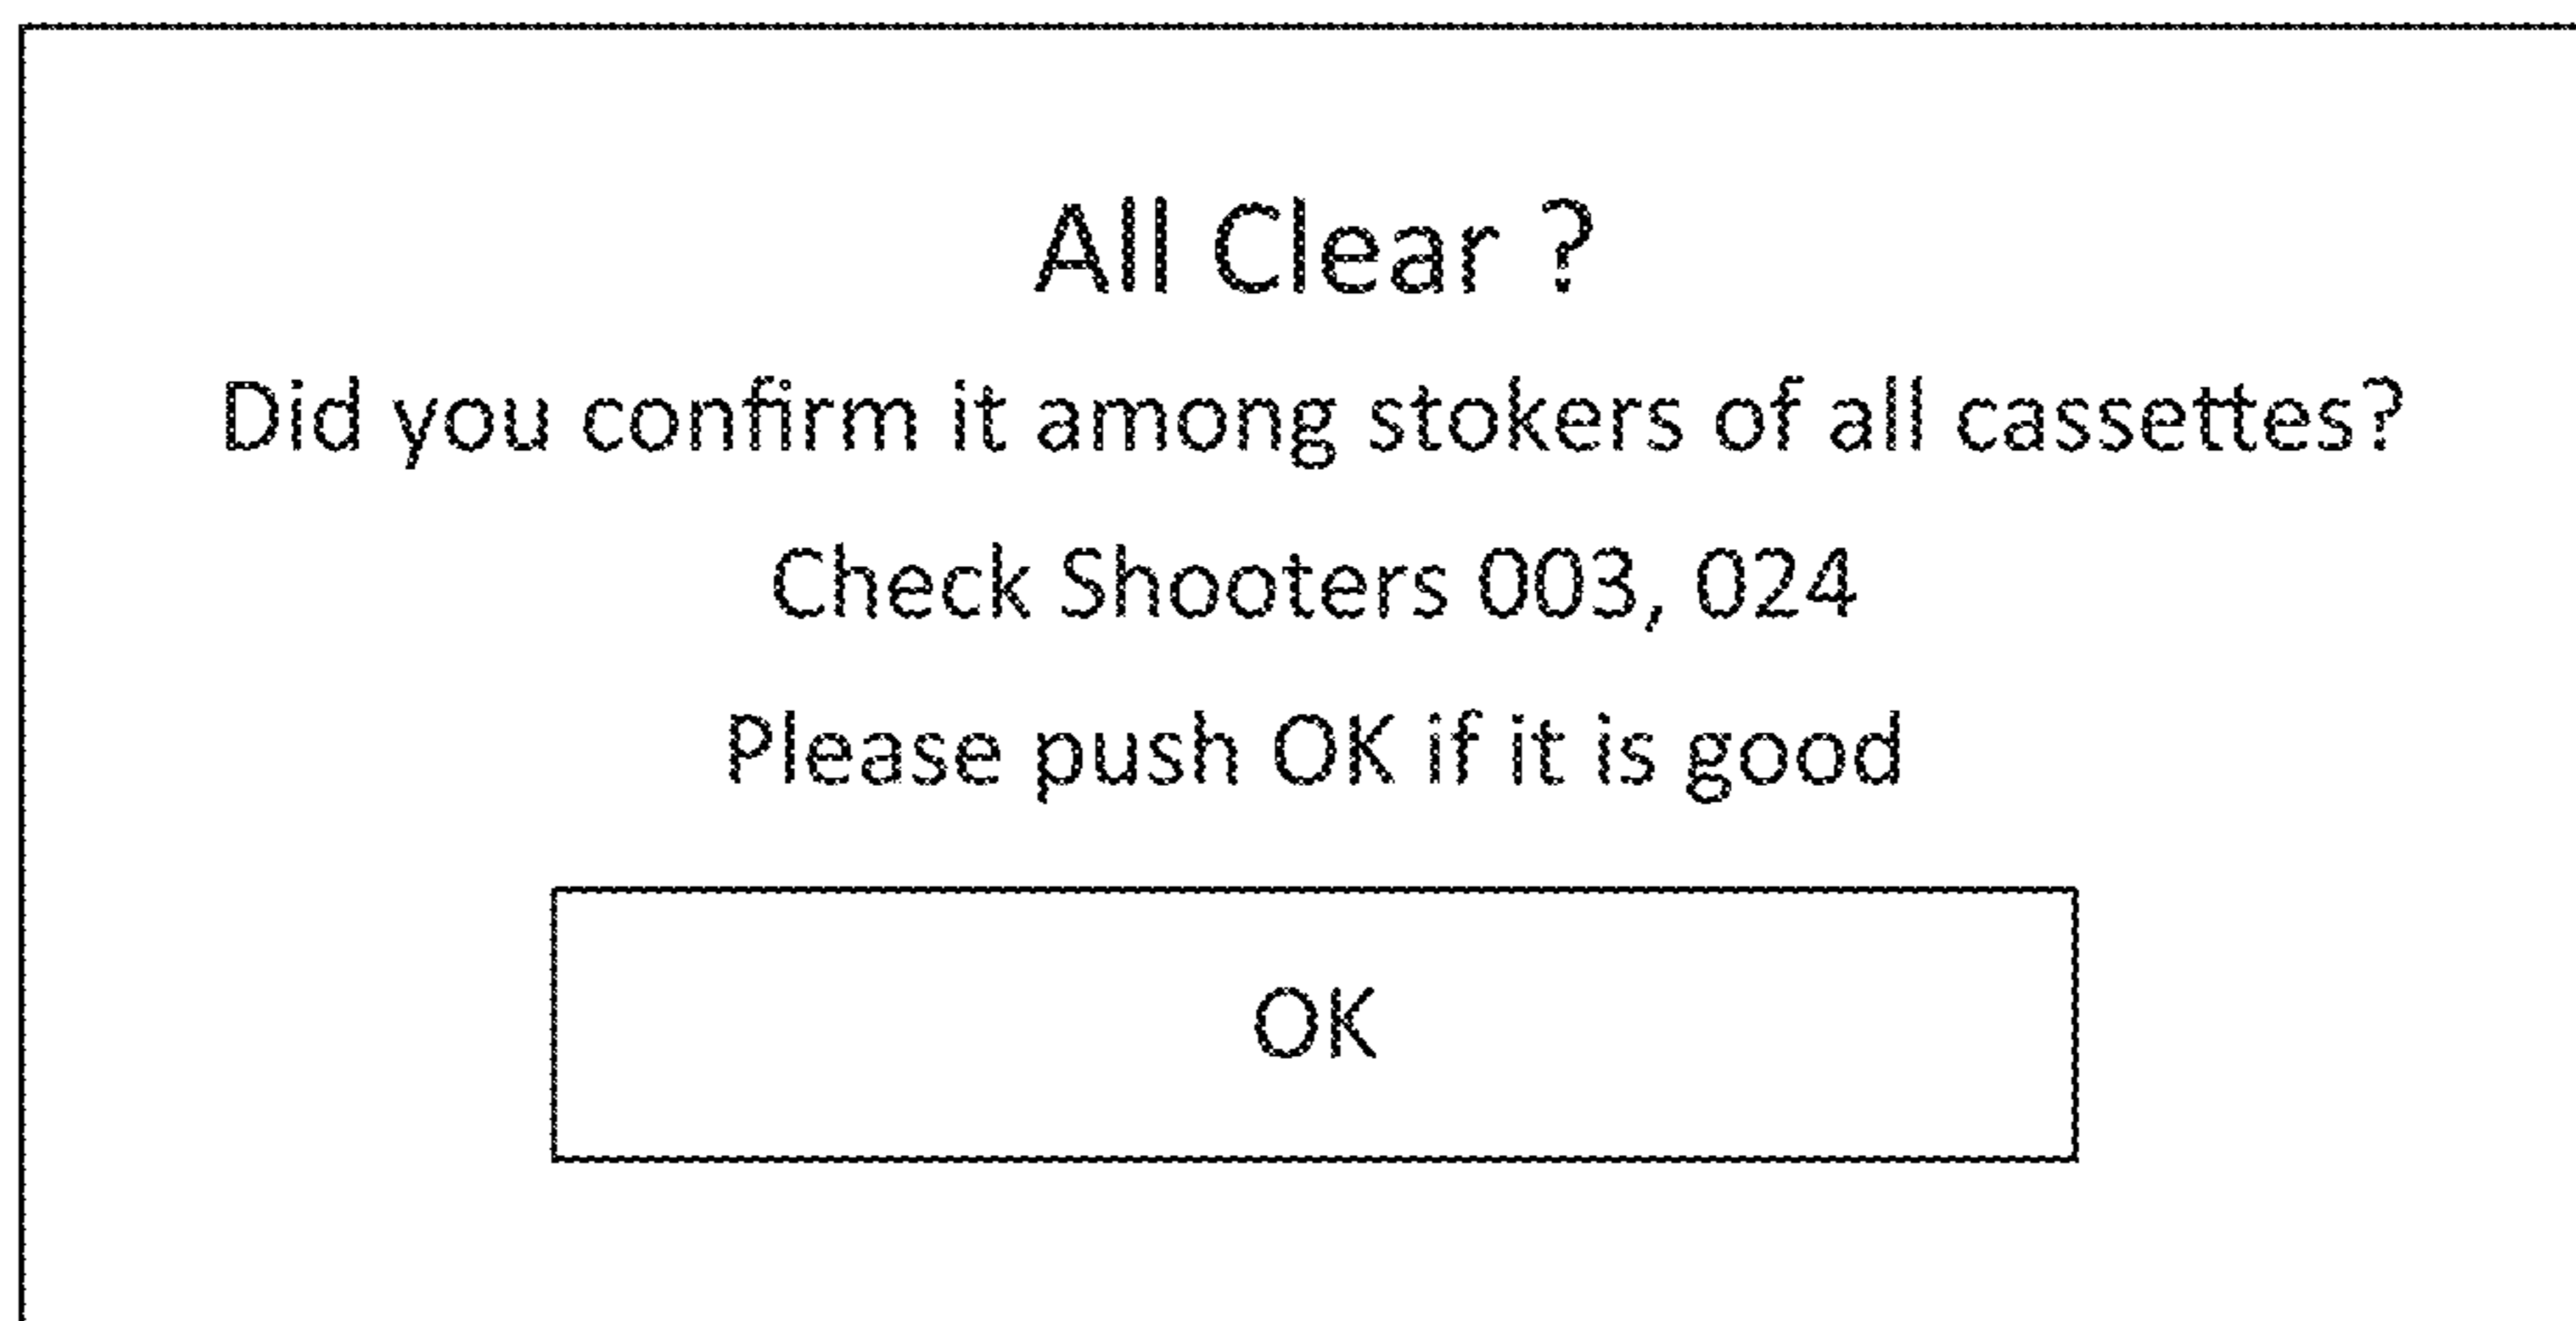 All Clear ?
Did you confirm it among stokers of all cassettes?
Check Shooters 003, 024
Please push OK if it is good
OK